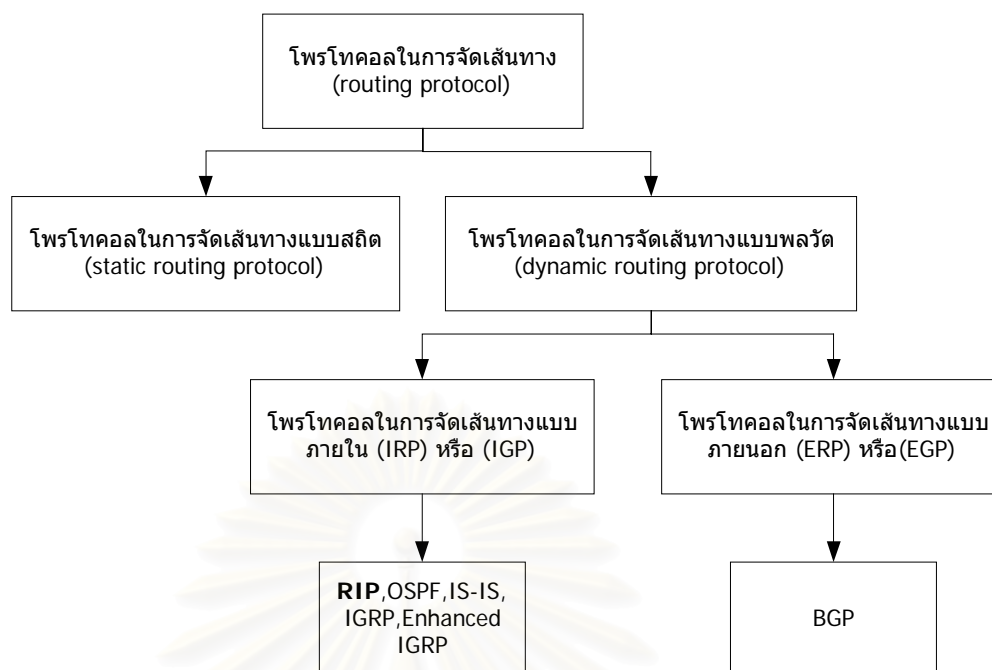 โพรโทคอลในการจัดเส้นทาง
(routing protocol)
โพรโทคอลในการจัดเส้นทางแบบสถิต
(static routing protocol)
โพรโทคอลในการจัดเส้นทางแบบพลวัต
(dynamic routing protocol)
โพรโทคอลในการจัดเส้นทางแบบ
ภายใน (IRP) หรือ (IGP)
โพรโทคอลในการจัดเส้นทางแบบ
ภายนอก (ERP) หรือ(EGP)
RIP,OSPF,IS-IS,
IGRP,Enhanced
IGRP
BGP